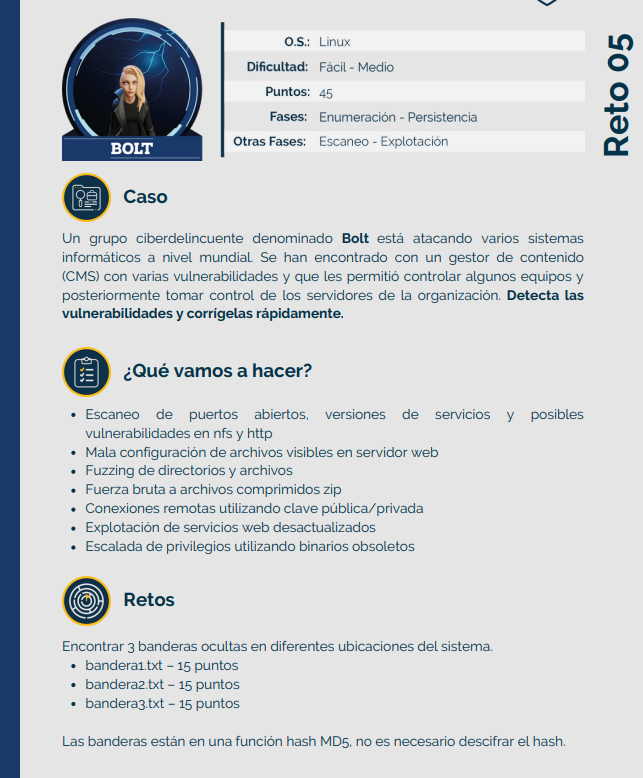 O.S.: Linux
Dificultad: Fácil - Medio
Puntos: 45
Fases: Enumeración - Persistencia
Otras Fases: Escaneo - Explotación
BOLT
Reto 05
Caso
Un grupo ciberdelincuente denominado Bolt está atacando varios sistemas
informáticos a nivel mundial. Se han encontrado con un gestor de contenido
(CMS) con varias vulnerabilidades y que les permitió controlar algunos equipos y
posteriormente tomar control de los servidores de la organización. Detecta las
vulnerabilidades y corrígelas rápidamente.
¿Qué vamos a hacer?
• Escaneo de puertos abiertos, versiones de servicios y posibles
vulnerabilidades en nfs y http
• Mala configuración de archivos visibles en servidor web
• Fuzzing de directorios y archivos
• Fuerza bruta a archivos comprimidos zip
• Conexiones remotas utilizando clave pública/privada
• Explotación de servicios web desactualizados
• Escalada de privilegios utilizando binarios obsoletos
Retos
Encontrar 3 banderas ocultas en diferentes ubicaciones del sistema.
• bandera1.txt – 15 puntos
• bandera2.txt – 15 puntos
• bandera3.txt – 15 puntos
Las banderas están en una función hash MD5, no es necesario descifrar el hash.